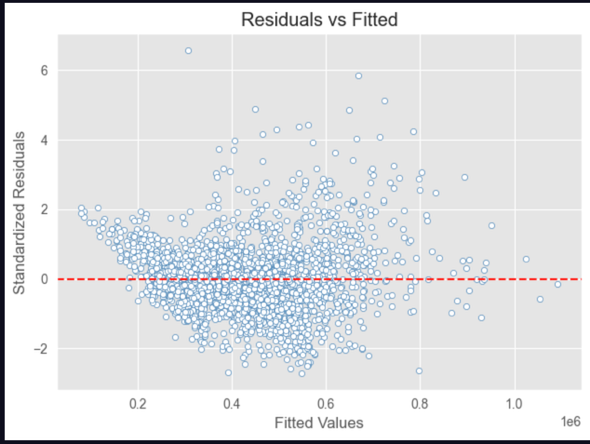 Residuals vs Fitted
Standardized Residuals
6
4
2
0
−2
0.2 0.4 0.6 0.8 1.0
1e6
Fitted Values